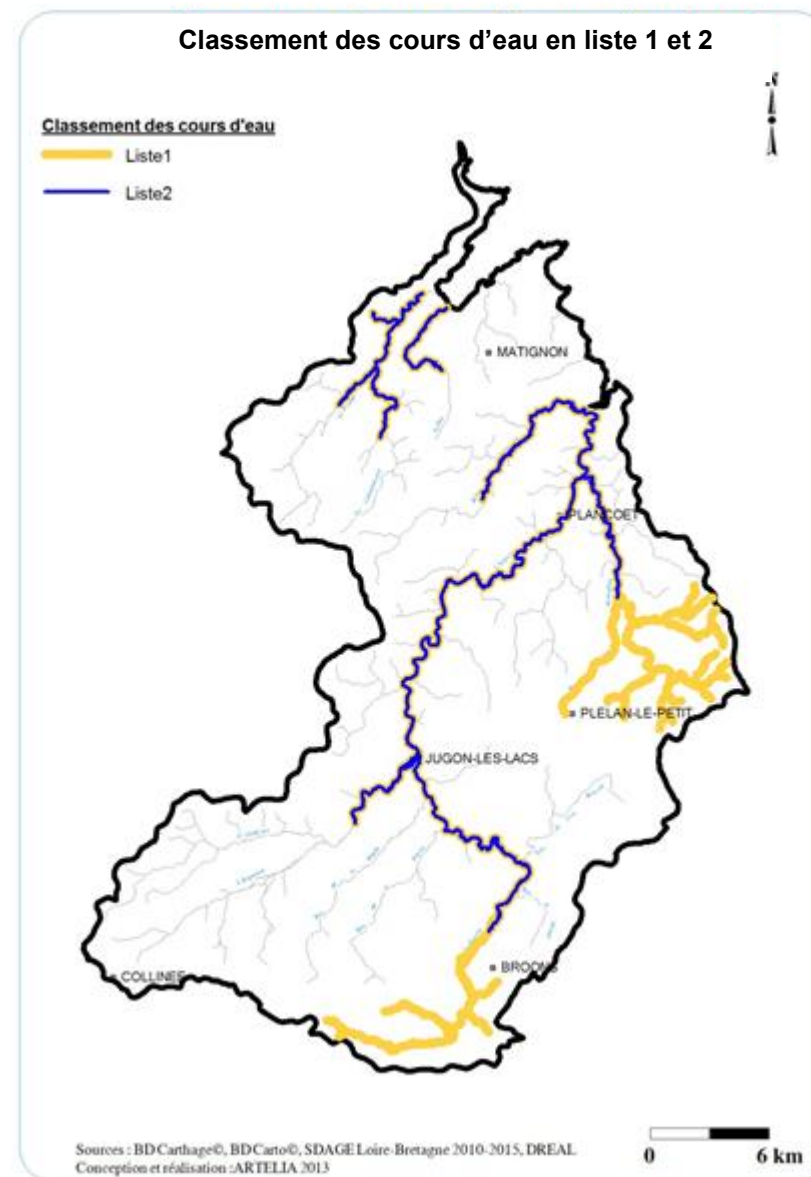 Classement des cours d'eau en liste 1 et 2
N
Classement des cours d'eau
Liste1
Liste2
MATIGNON
PLANCOET
PLELAN-LE-PETIT
JUGON-LES-LACS
BROONS
COLLINEE
Sources : BD Carthage©, BD Carto©, SDAGE Loire-Bretagne 2010-2015, DREAL
Conception et réalisation :ARTELIA 2013
0 6 km